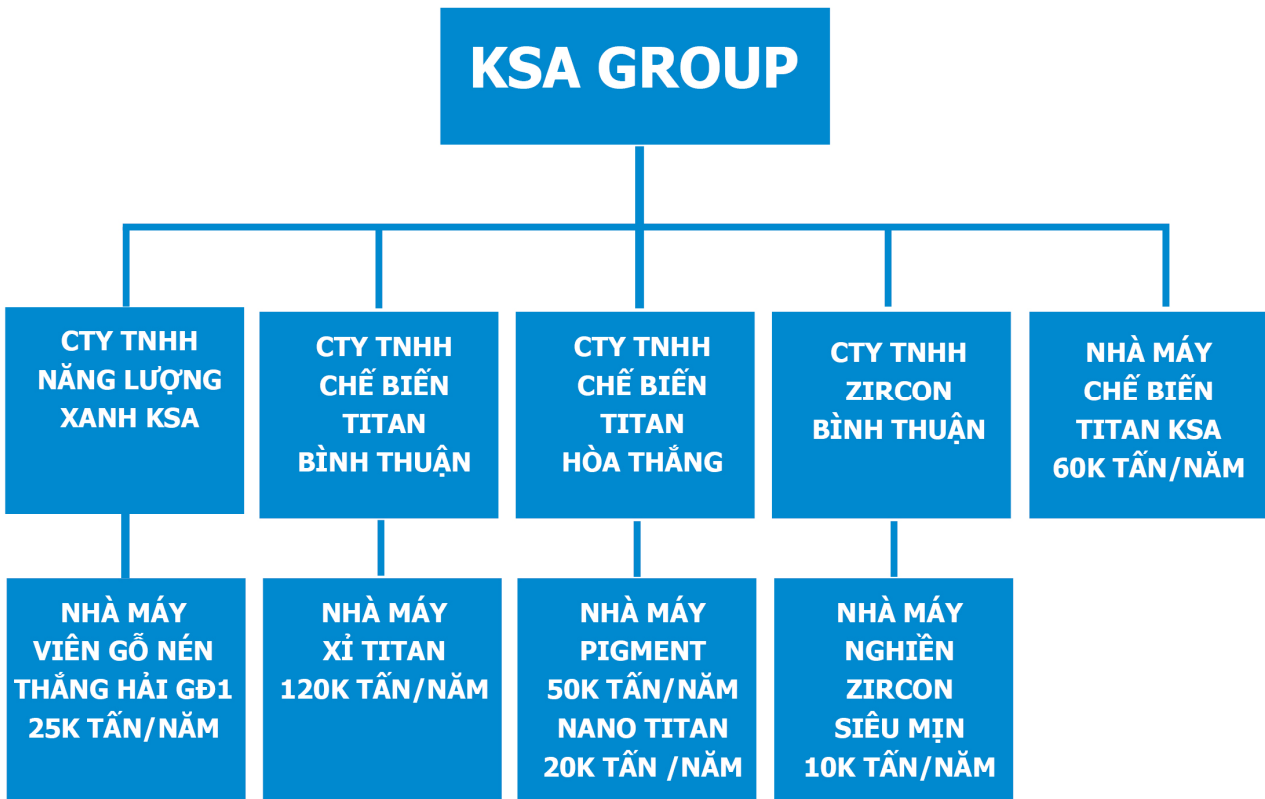 KSA GROUP
CTY TNHH
NĂNG LƯỢNG
XANH KSA
CTY TNHH
CHẾ BIẾN
TITAN
BÌNH THUẬN
CTY TNHH
CHẾ BIẾN
TITAN
HÒA THẮNG
CTY TNHH
ZIRCON
BÌNH THUẬN
NHÀ MÁY
CHẾ BIẾN
TITAN KSA
60K TẤN/NĂM
NHÀ MÁY
VIÊN GỖ NÉN
THẮNG HẢI GĐ1
25K TẤN/NĂM
NHÀ MÁY
XỈ TITAN
120K TẤN/NĂM
NHÀ MÁY
PIGMENT
50K TẤN/NĂM
NANO TITAN
20K TẤN /NĂM
NHÀ MÁY
NGHIỀN
ZIRCON
SIÊU MỊN
10K TẤN/NĂM